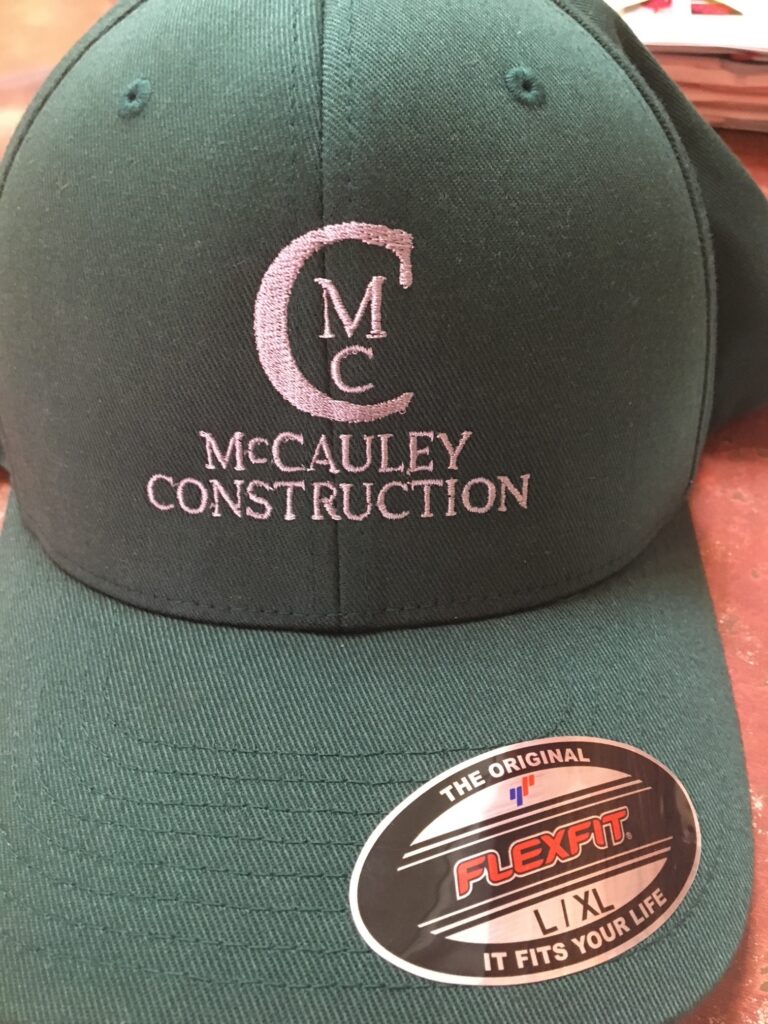 C
M
C
McCAULEY
CONSTRUCTION
THE ORIGINAL
FLEXFIT®
L/XL
IT FITS YOUR LIFE